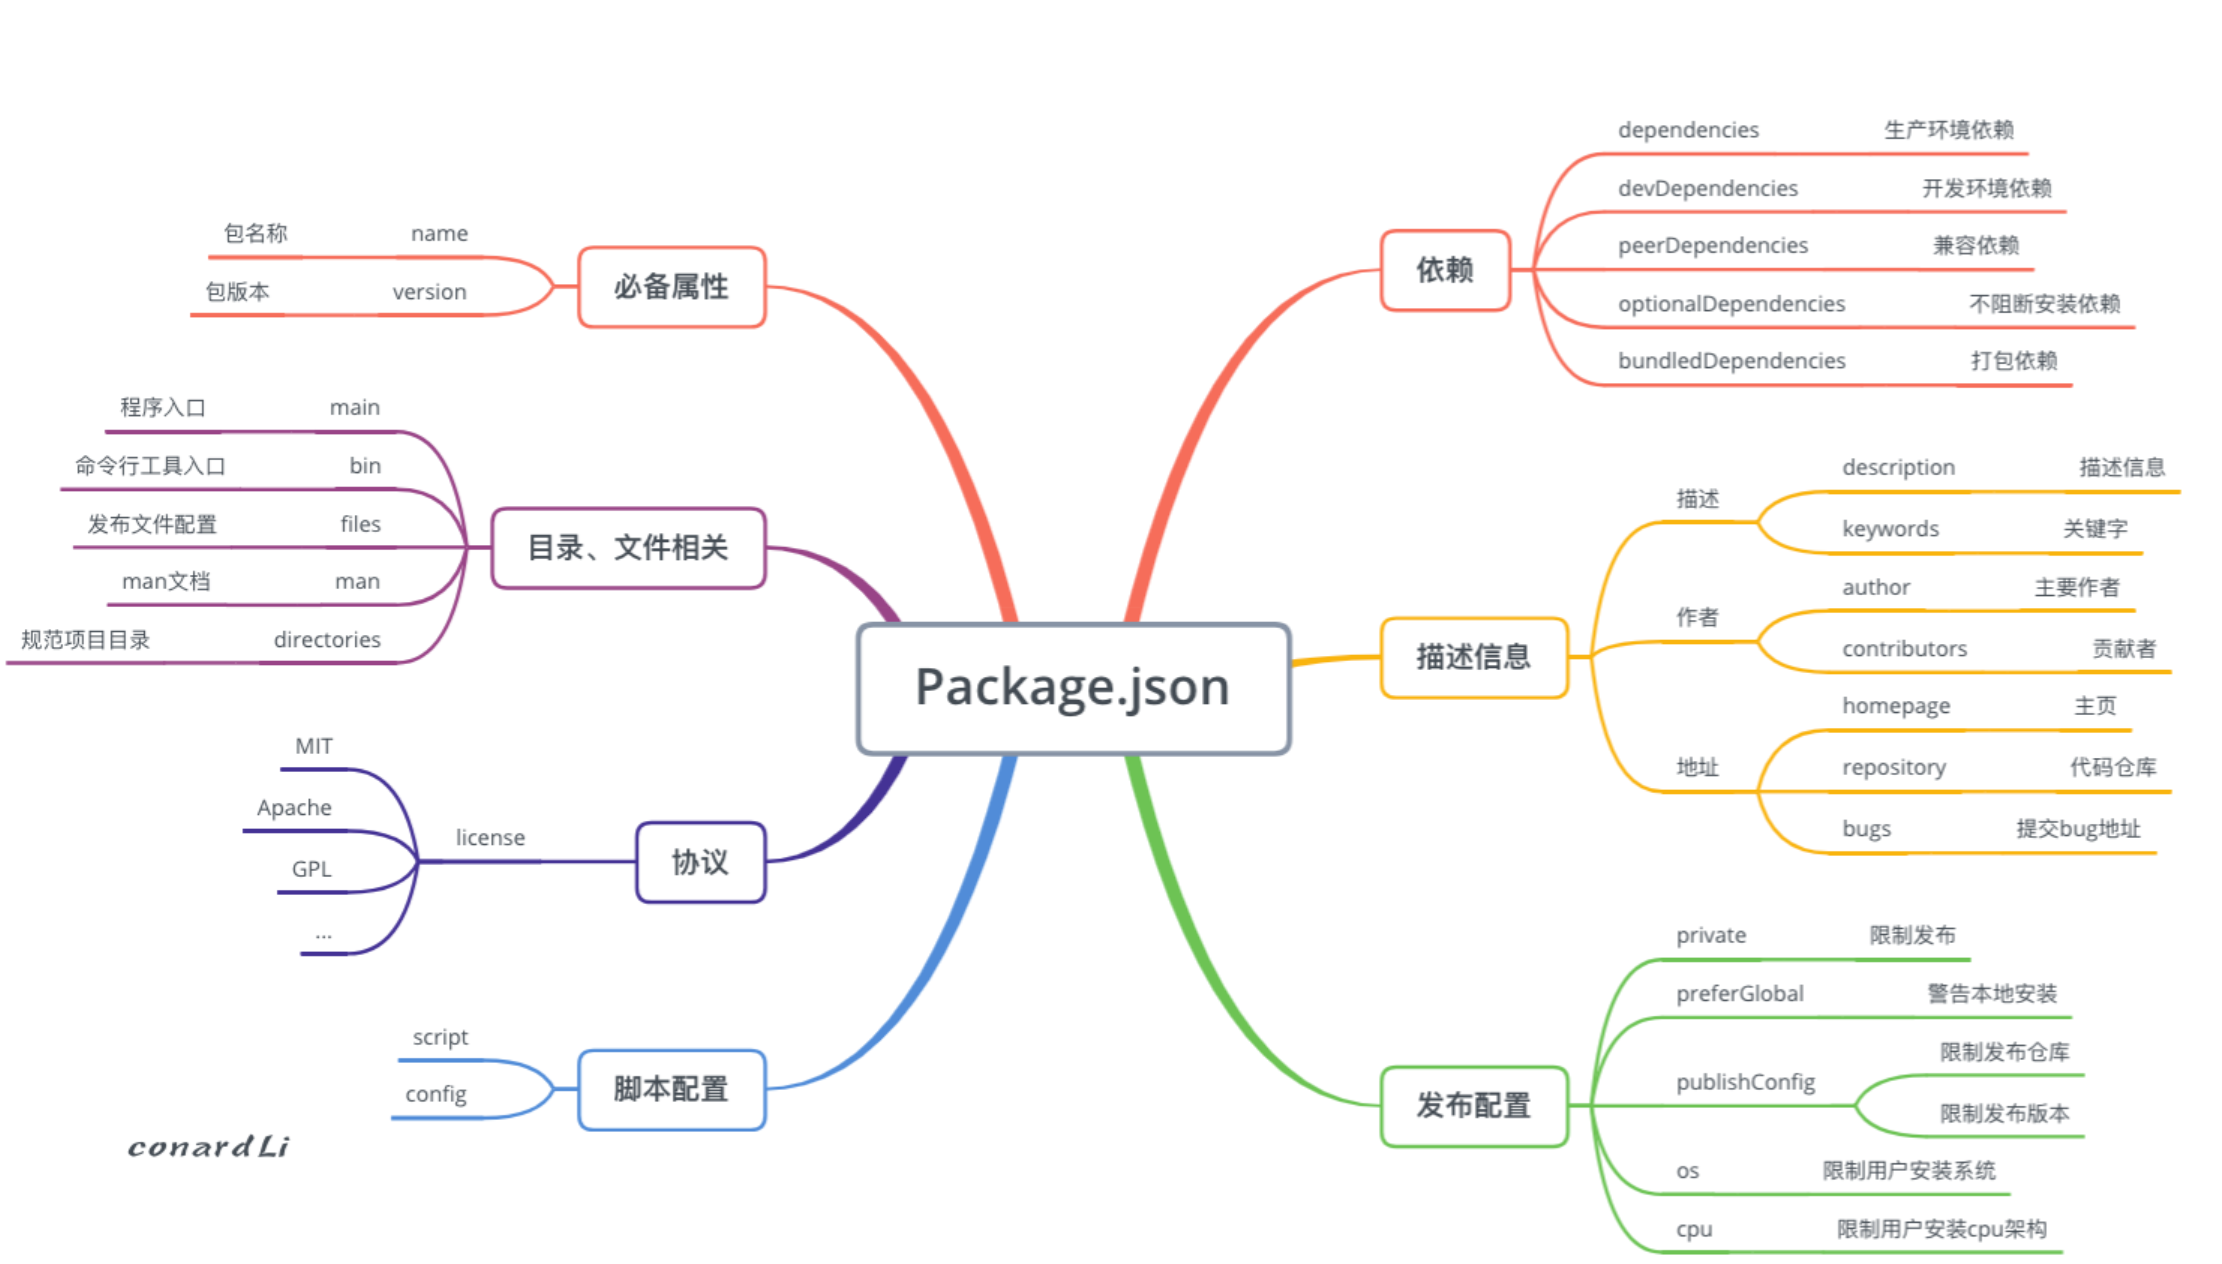 Package.json
必备属性
name 包名称
version 包版本
目录、文件相关
main 程序入口
bin 命令行工具入口
files 发布文件配置
man man文档
directories 规范项目目录
协议
license
MIT
Apache
GPL
...
脚本配置
script
config
依赖
dependencies 生产环境依赖
devDependencies 开发环境依赖
peerDependencies 兼容依赖
optionalDependencies 不阻断安装依赖
bundledDependencies 打包依赖
描述信息
描述
description 描述信息
keywords 关键字
作者
author 主要作者
contributors 贡献者
地址
homepage 主页
repository 代码仓库
bugs 提交bug地址
发布配置
private 限制发布
preferGlobal 警告本地安装
publishConfig
限制发布仓库
限制发布版本
os 限制用户安装系统
cpu 限制用户安装cpu架构
conardLi